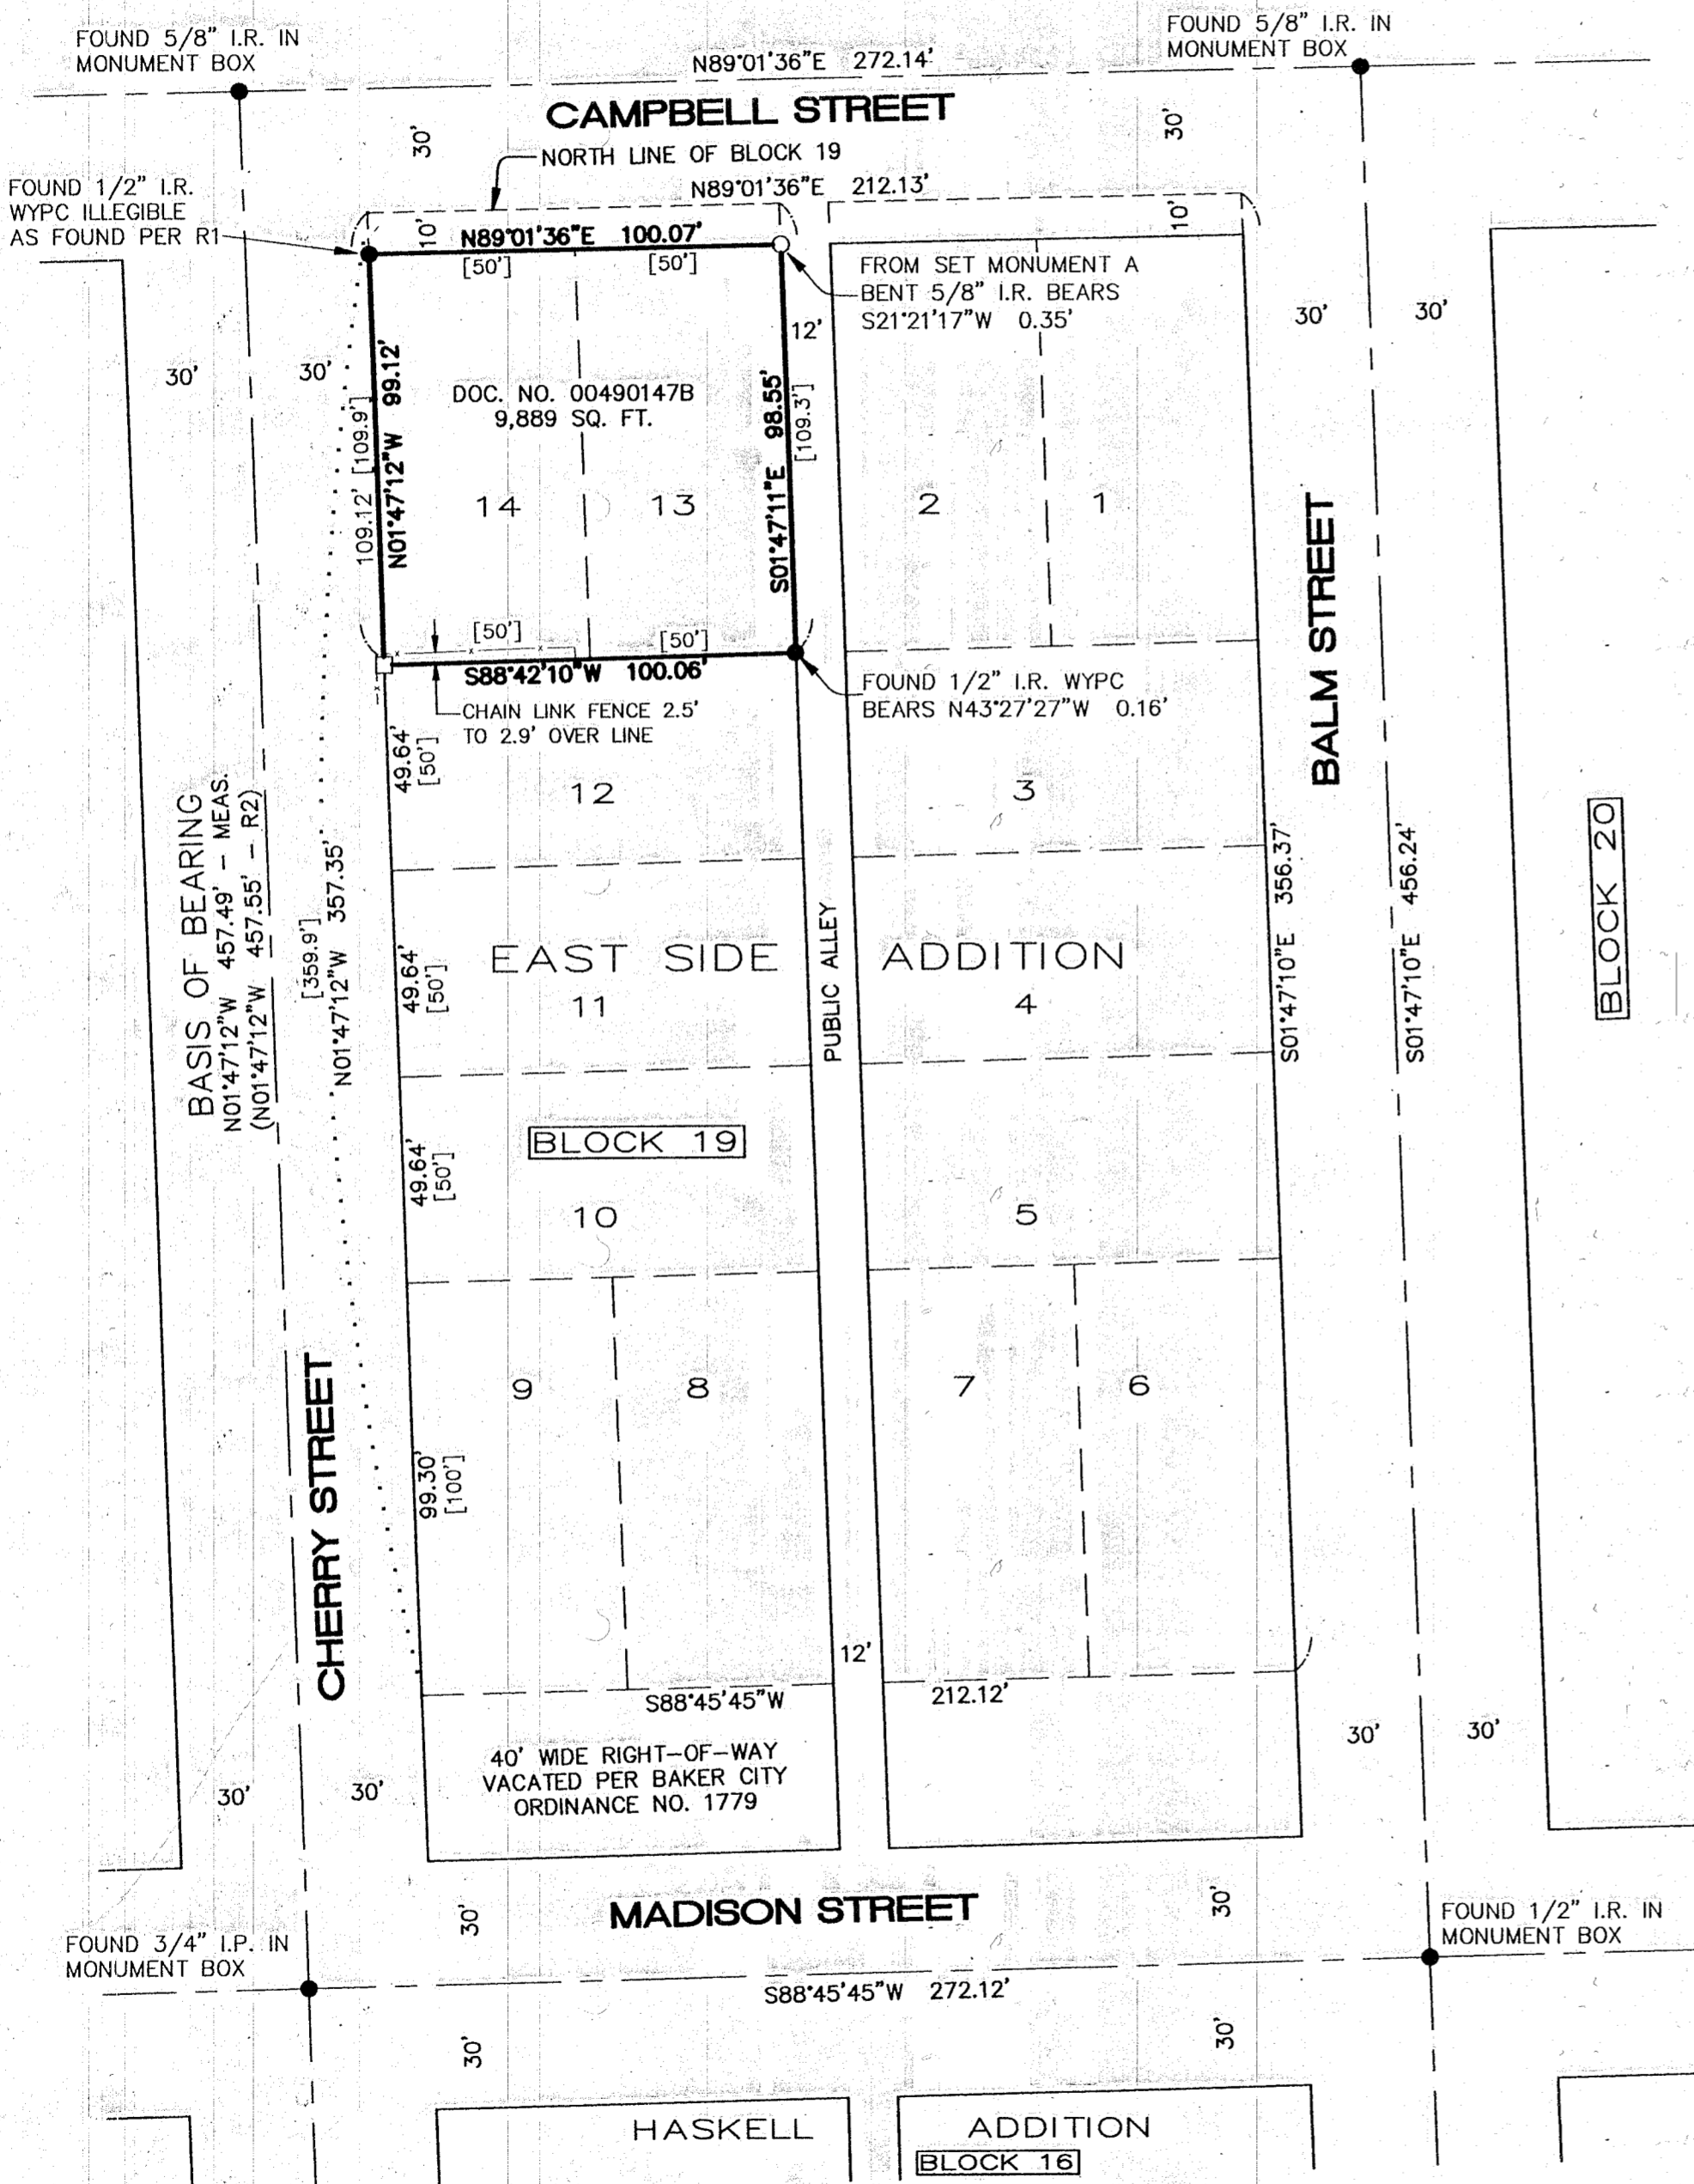 FOUND 5/8" I.R. IN
MONUMENT BOX
FOUND 5/8" I.R. IN
MONUMENT BOX
N89°01'36"E 272.14'
CAMPBELL STREET
30'
30'
NORTH LINE OF BLOCK 19
FOUND 1/2" I.R.
WYPC ILLEGIBLE
AS FOUND PER R1
N89°01'36"E 212.13'
10'
10'
N89°01'36"E 100.07'
[50']
[50']
FROM SET MONUMENT A
BENT 5/8" I.R. BEARS
S21°21'17"W 0.35'
12'
30'
30'
30'
30'
DOC. NO. 00490147B
9,889 SQ. FT.
109.12' [109.9']
N01°47'12"W 99.12'
S01°47'11"E 98.55'
[109.3']
14
13
2
1
[50']
[50']
S88°42'10"W 100.06'
CHAIN LINK FENCE 2.5'
TO 2.9' OVER LINE
FOUND 1/2" I.R. WYPC
BEARS N43°27'27"W 0.16'
BALM STREET
49.64'
[50']
12
3
BASIS OF BEARING
N01°47'12"W 457.49' - MEAS.
(N01°47'12"W 457.55' - R2)
[359.9']
N01°47'12"W 357.35'
S01°47'10"E 356.37'
S01°47'10"E 456.24'
BLOCK 20
EAST SIDE ADDITION
49.64'
[50']
11
PUBLIC ALLEY
4
BLOCK 19
49.64'
[50']
10
5
9
8
7
6
CHERRY STREET
99.30'
[100']
12'
S88°45'45"W 212.12'
40' WIDE RIGHT-OF-WAY
VACATED PER BAKER CITY
ORDINANCE NO. 1779
30'
30'
30'
30'
MADISON STREET
30'
30'
FOUND 3/4" I.P. IN
MONUMENT BOX
FOUND 1/2" I.R. IN
MONUMENT BOX
S88°45'45"W 272.12'
30'
30'
HASKELL ADDITION
BLOCK 16